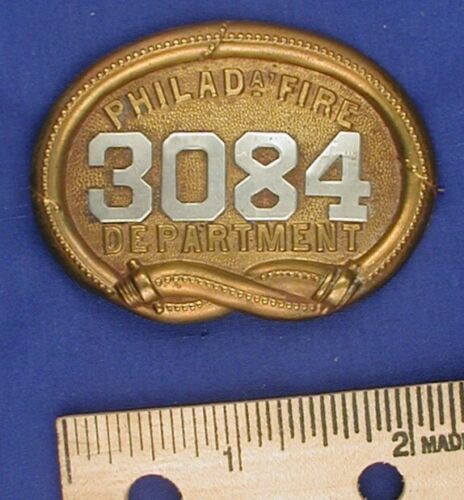 PHILADA' FIRE
3084
DEPARTMENT
1 2 MADE